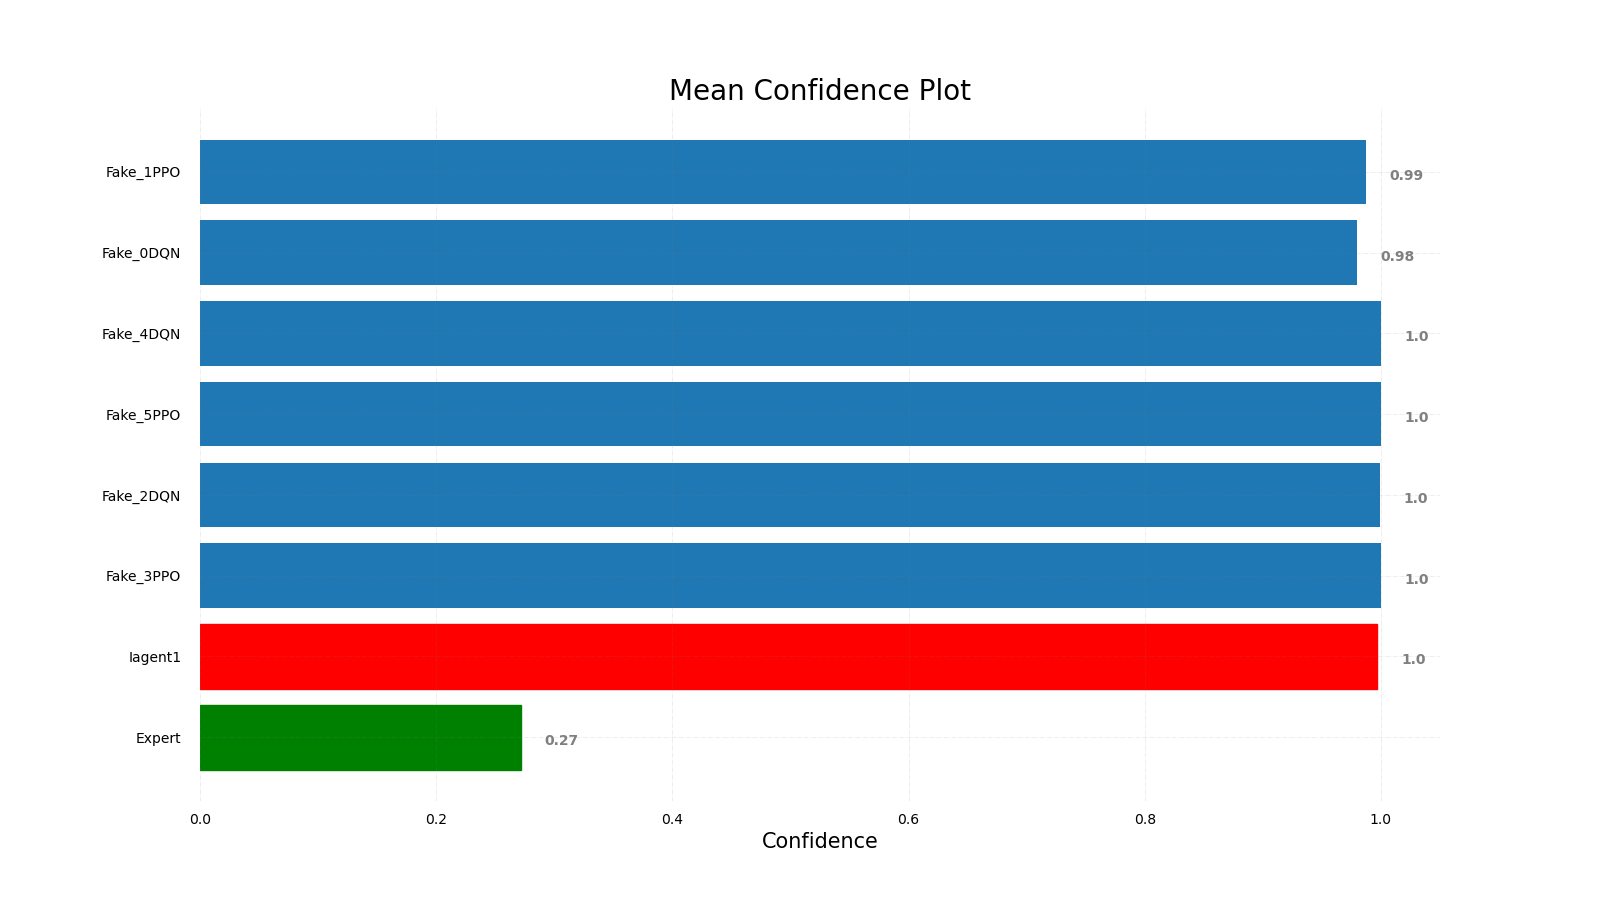 Mean Confidence Plot
Fake_1PPO 0.99
Fake_0DQN 0.98
Fake_4DQN 1.0
Fake_5PPO 1.0
Fake_2DQN 1.0
Fake_3PPO 1.0
Iagent1 1.0
Expert 0.27
0.0 0.2 0.4 0.6 0.8 1.0
Confidence